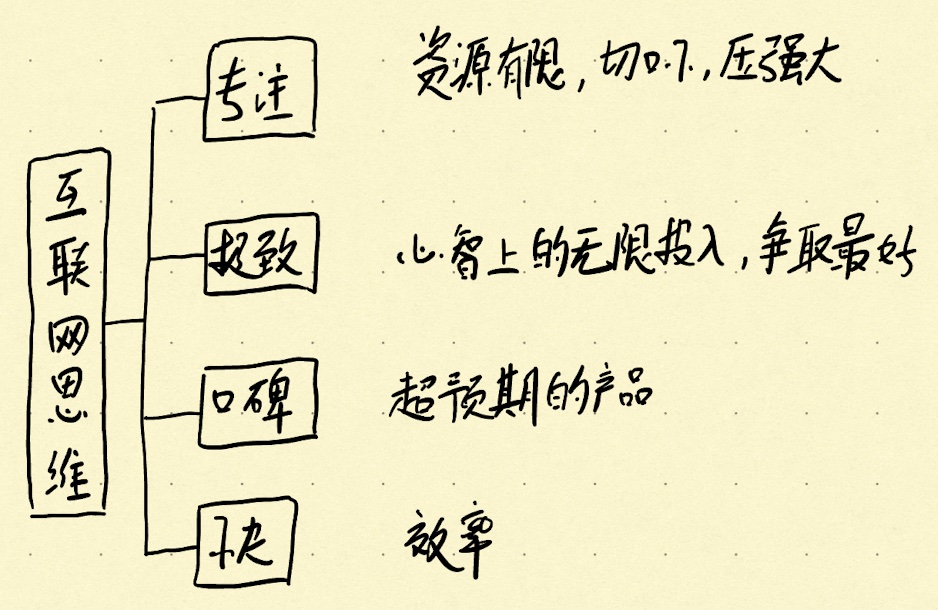 互联网思维
专注
资源有限，切口小，压强大
极致
心智上的无限投入，争取最好
口碑
超预期的产品
快
效率